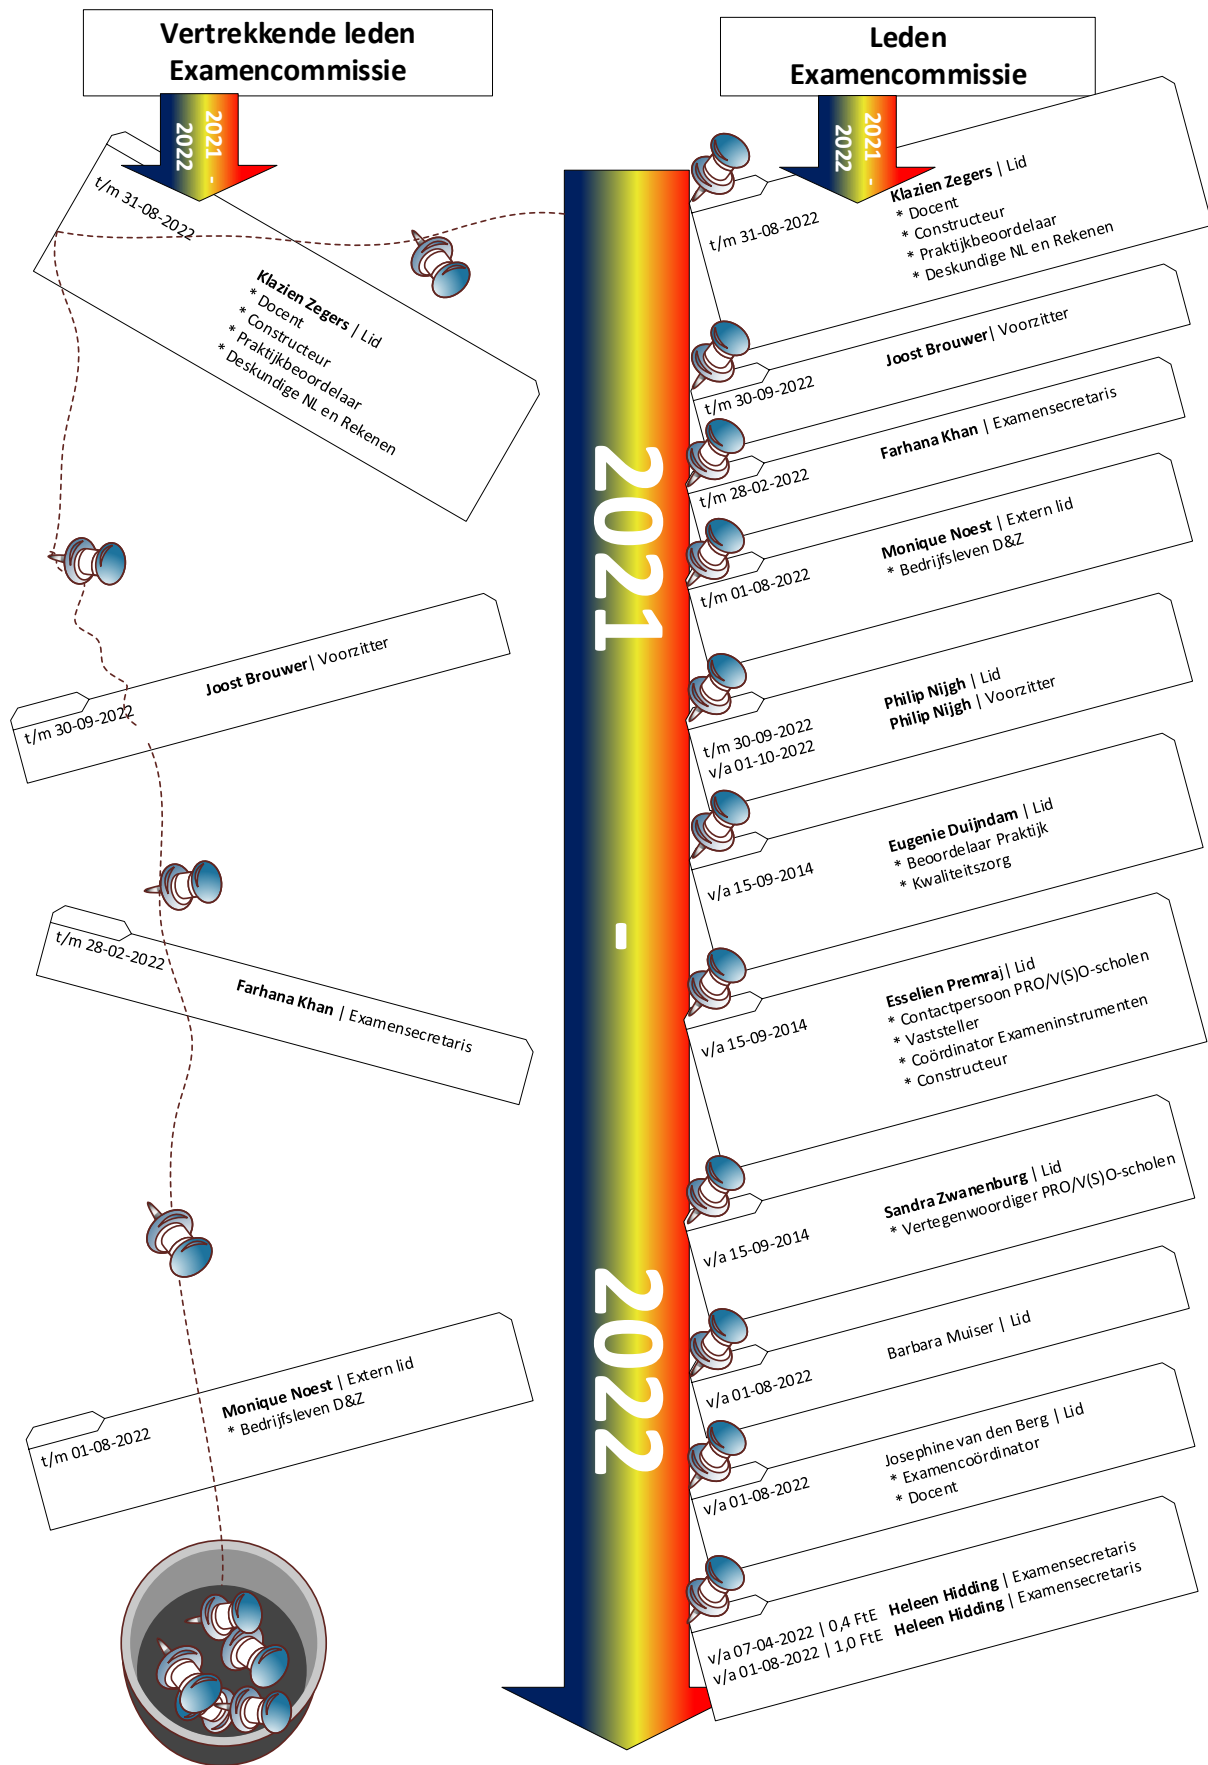 Vertrekkende leden
Examencommissie
2021 -
2022
t/m 31-08-2022
Klazien Zegers | Lid
* Docent
* Constructeur
* Praktijkbeoordelaar
* Deskundige NL en Rekenen
t/m 30-09-2022
Joost Brouwer| Voorzitter
t/m 28-02-2022
Farhana Khan | Examensecretaris
t/m 01-08-2022
Monique Noest | Extern lid
* Bedrijfsleven D&Z
2021
-
2022
Leden
Examencommissie
2021 -
2022
t/m 31-08-2022
Klazien Zegers | Lid
* Docent
* Constructeur
* Praktijkbeoordelaar
* Deskundige NL en Rekenen
t/m 30-09-2022
Joost Brouwer| Voorzitter
t/m 28-02-2022
Farhana Khan | Examensecretaris
t/m 01-08-2022
Monique Noest | Extern lid
* Bedrijfsleven D&Z
t/m 30-09-2022
v/a 01-10-2022
Philip Nijgh | Lid
Philip Nijgh | Voorzitter
v/a 15-09-2014
Eugenie Duijndam | Lid
* Beoordelaar Praktijk
* Kwaliteitszorg
v/a 15-09-2014
Esselien Premraj| Lid
* Contactpersoon PRO/V(S)O-scholen
* Vaststeller
* Coördinator Exameninstrumenten
* Constructeur
v/a 15-09-2014
Sandra Zwanenburg | Lid
* Vertegenwoordiger PRO/V(S)O-scholen
v/a 01-08-2022
Barbara Muiser | Lid
v/a 01-08-2022
Josephine van den Berg | Lid
* Examencoördinator
* Docent
v/a 07-04-2022 | 0,4 FtE Heleen Hidding | Examensecretaris
v/a 01-08-2022 | 1,0 FtE Heleen Hidding | Examensecretaris